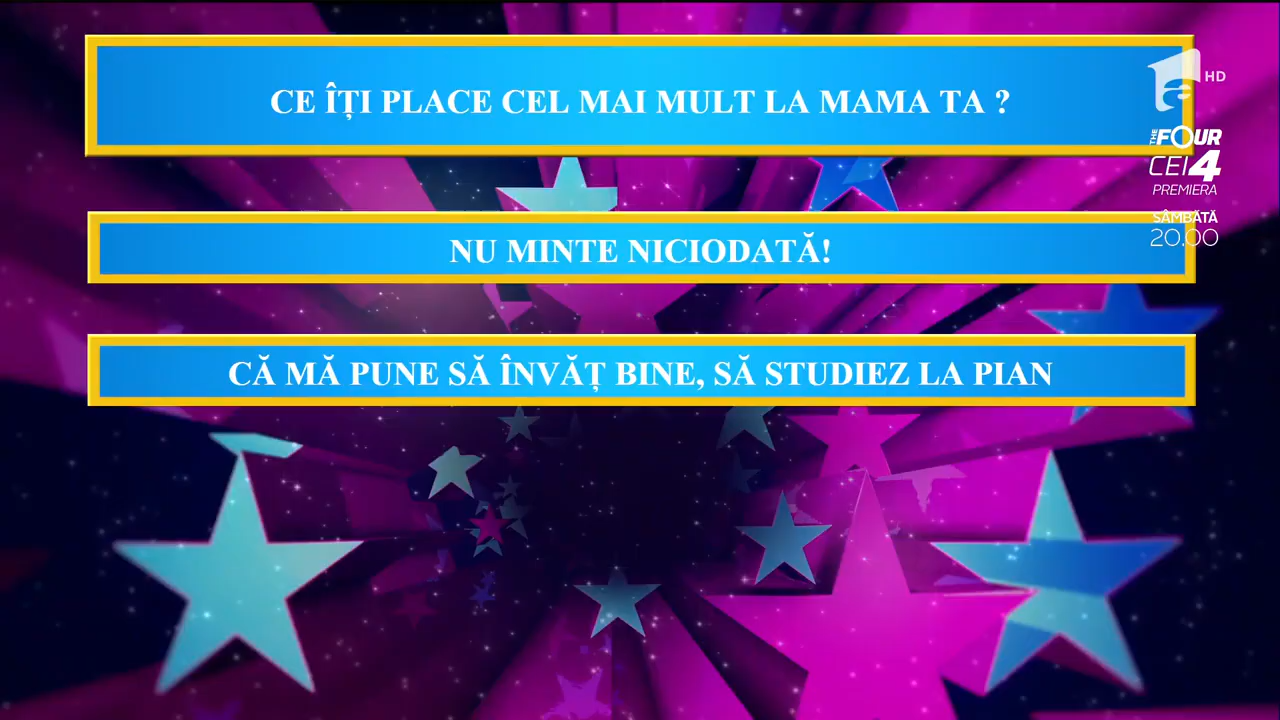 CE ÎȚI PLACE CEL MAI MULT LA MAMA TA ?
HD
THE FOUR
CEI 4
PREMIERA
SÂMBĂTĂ
20.00
NU MINTE NICIODATĂ!
CĂ MĂ PUNE SĂ ÎNVĂȚ BINE, SĂ STUDIEZ LA PIAN